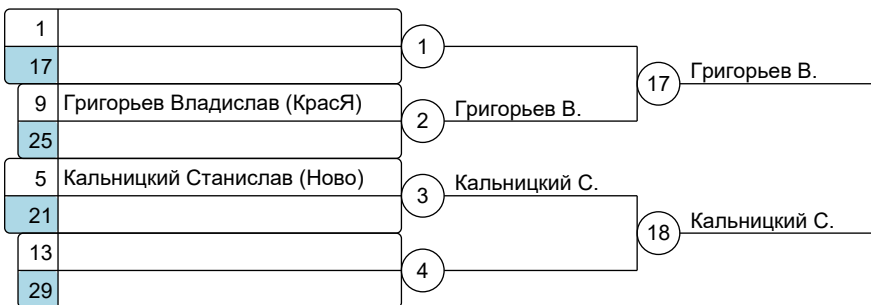 1
17
1
9 Григорьев Владислав (КрасЯ)
25
2 Григорьев В.
17 Григорьев В.
5 Кальницкий Станислав (Ново)
21
3 Кальницкий С.
13
29
4
18 Кальницкий С.